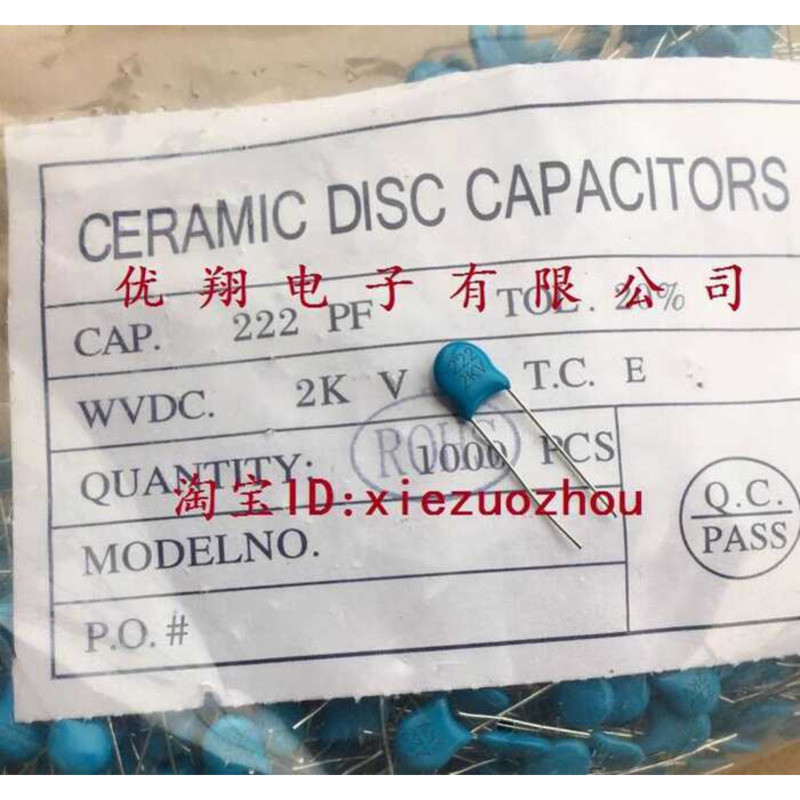 CERAMIC DISC CAPACITORS
优翔电子有限公司
CAP. 222 PF TOL. 20%
222
2KV
WVDC. 2K V T.C. E
QUANTITY: 1000 PCS
ROHS
淘宝ID:xiezuozhou
Q.C.
PASS
MODELNO.
P.O.#